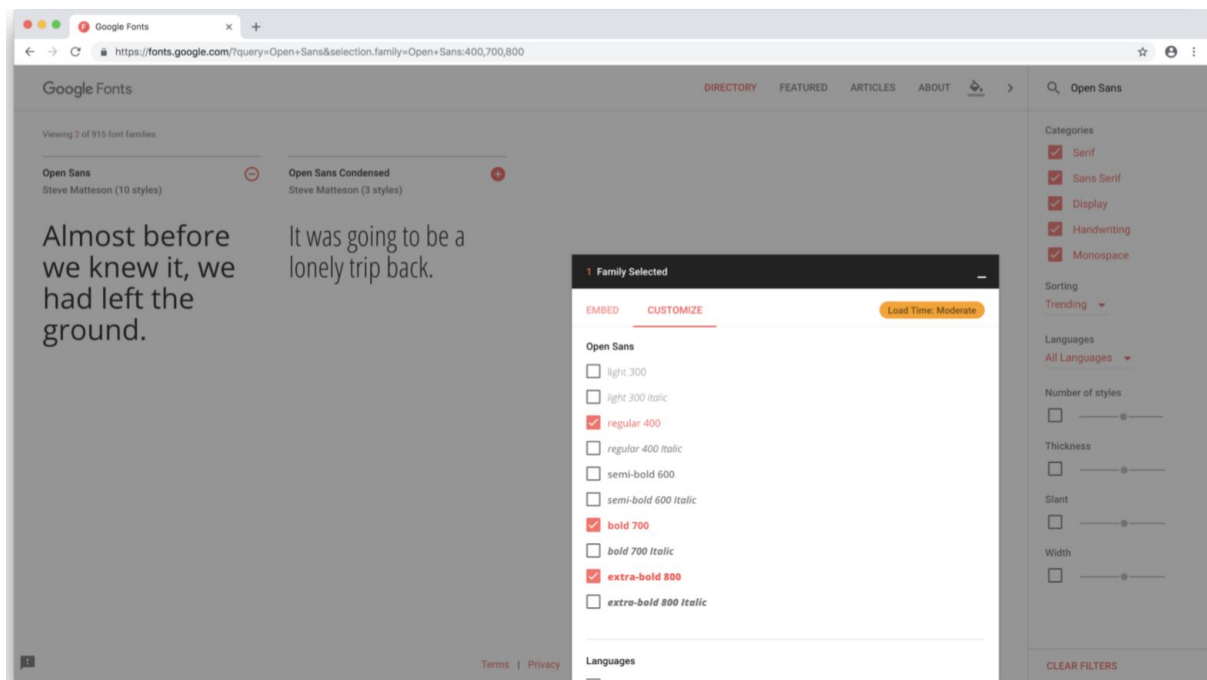 Google Fonts
https://fonts.google.com/?query=Open+Sans&selection.family=Open+Sans:400,700,800
Google Fonts
DIRECTORY
FEATURED
ARTICLES
ABOUT
Open Sans
Viewing 2 of 915 font families
Open Sans
Steve Matteson (10 styles)
Almost before
we knew it, we
had left the
ground.
Open Sans Condensed
Steve Matteson (3 styles)
It was going to be a
lonely trip back.
1 Family Selected
EMBED
CUSTOMIZE
Load Time: Moderate
Open Sans
light 300
light 300 Italic
regular 400
regular 400 Italic
semi-bold 600
semi-bold 600 Italic
bold 700
bold 700 Italic
extra-bold 800
extra-bold 800 Italic
Languages
Categories
Serif
Sans Serif
Display
Handwriting
Monospace
Sorting
Trending
Languages
All Languages
Number of styles
Thickness
Slant
Width
Terms | Privacy
CLEAR FILTERS